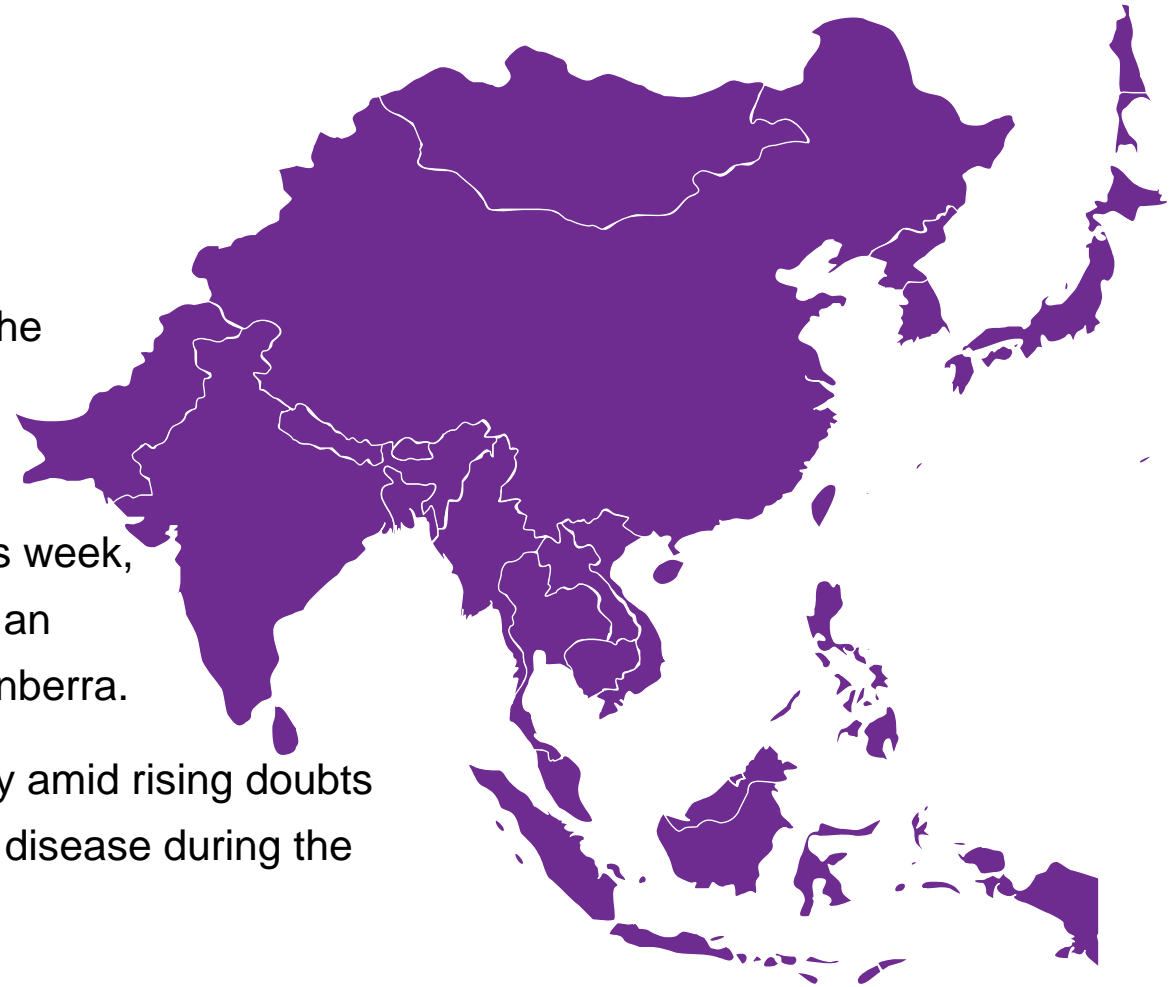 he
s week,
an
nberra.
y amid rising doubts
disease during the